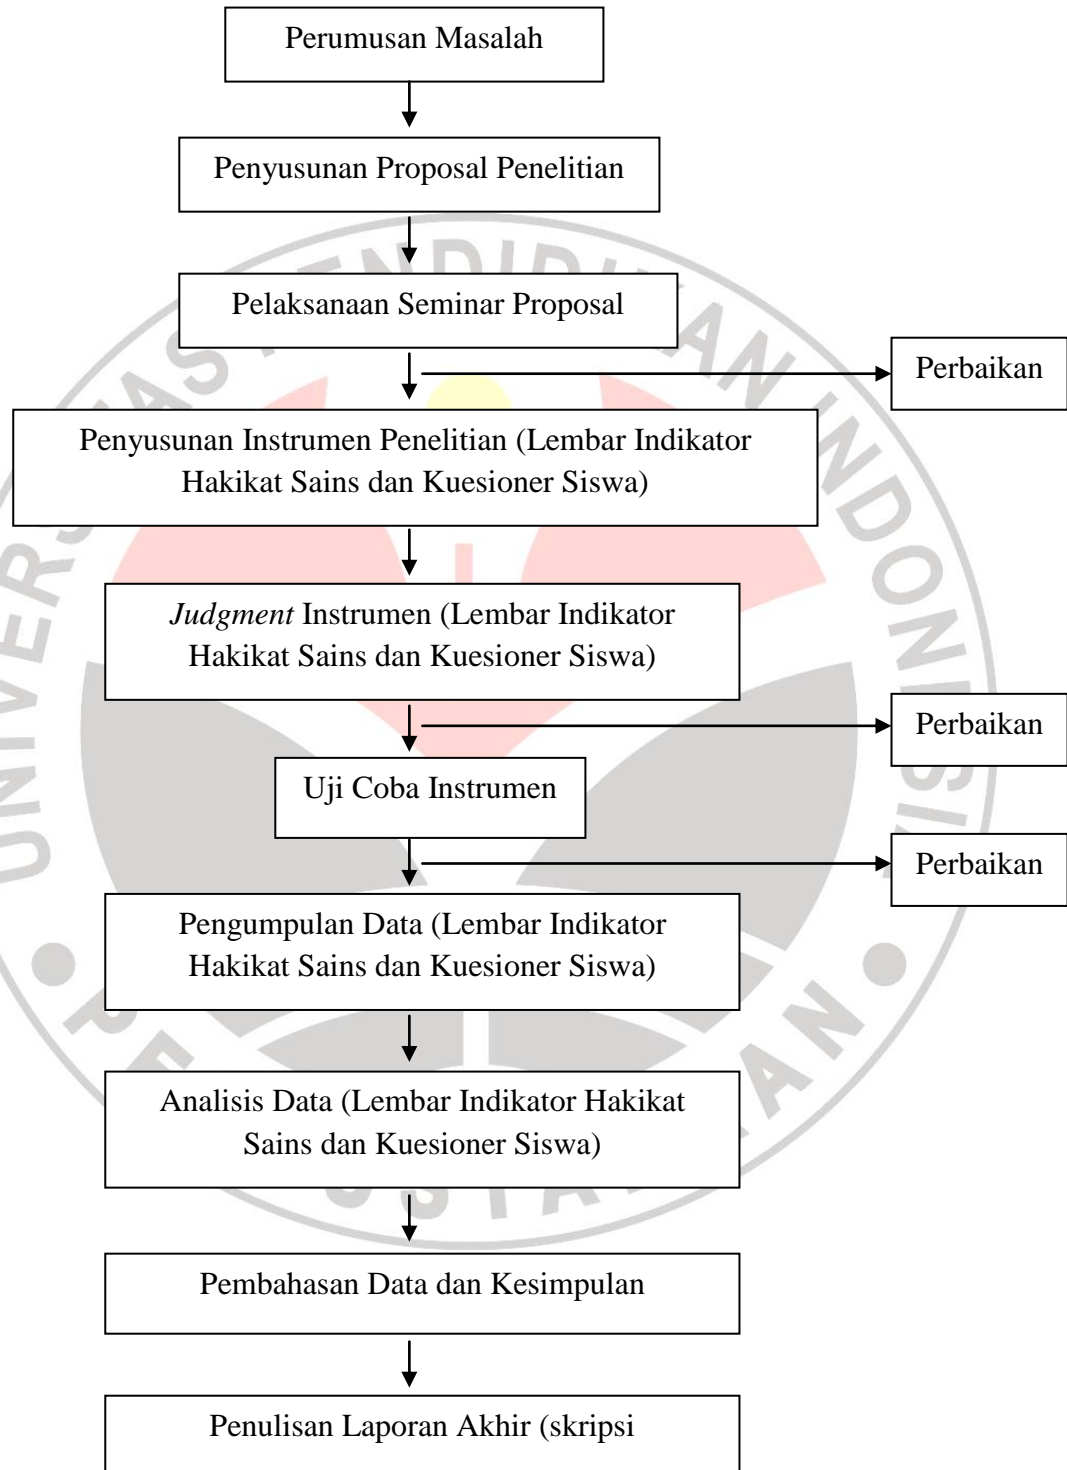 Perumusan Masalah
Penyusunan Proposal Penelitian
Pelaksanaan Seminar Proposal
Perbaikan
Penyusunan Instrumen Penelitian (Lembar Indikator
Hakikat Sains dan Kuesioner Siswa)
Judgment Instrumen (Lembar Indikator
Hakikat Sains dan Kuesioner Siswa)
Perbaikan
Uji Coba Instrumen
Perbaikan
Pengumpulan Data (Lembar Indikator
Hakikat Sains dan Kuesioner Siswa)
Analisis Data (Lembar Indikator Hakikat
Sains dan Kuesioner Siswa)
Pembahasan Data dan Kesimpulan
Penulisan Laporan Akhir (skripsi